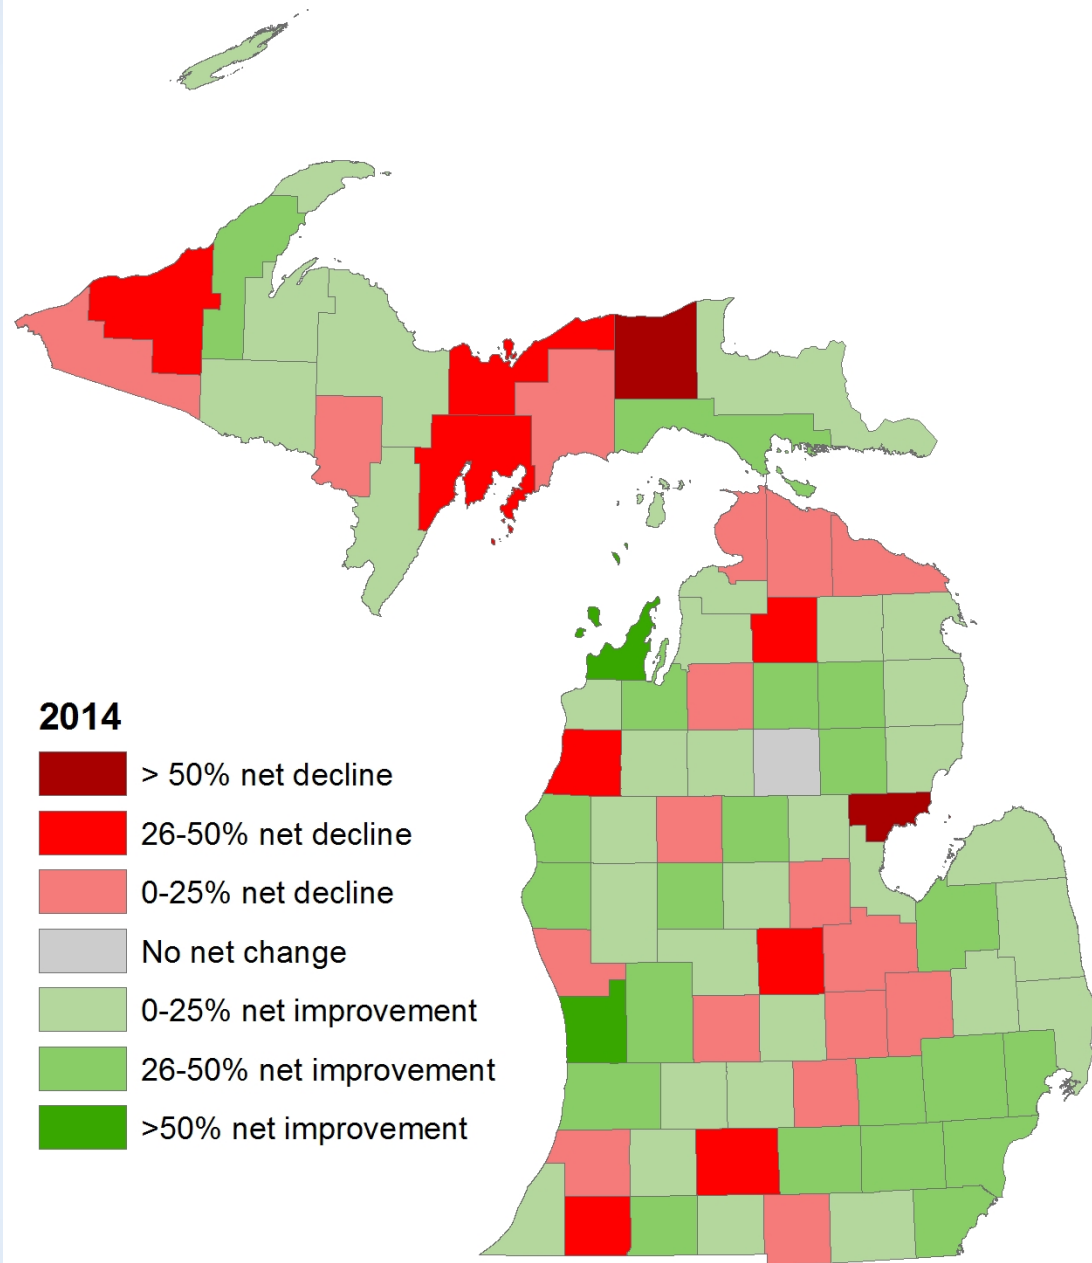 2014
> 50% net decline
26-50% net decline
0-25% net decline
No net change
0-25% net improvement
26-50% net improvement
>50% net improvement